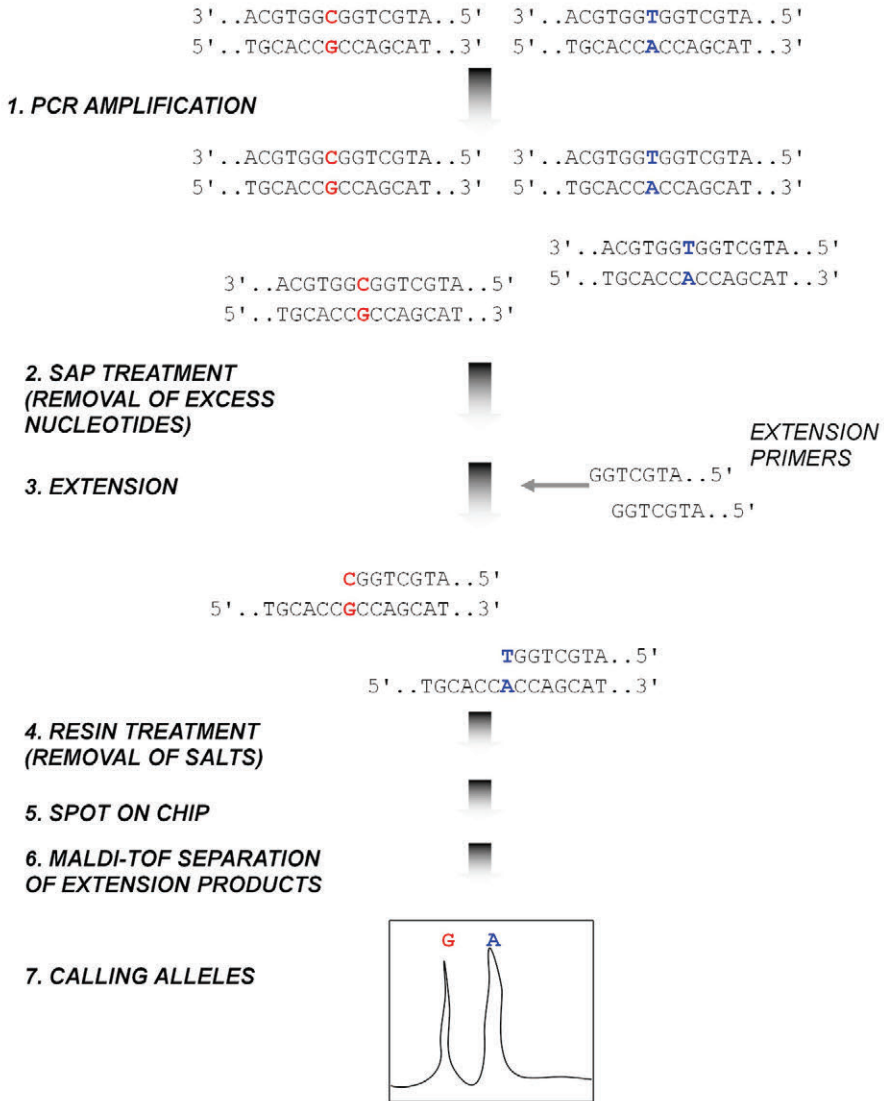 3'..ACGTGGCGGTCGTA..5' 3'..ACGTGGTGGTCGTA..5'
5'..TGCACCGCCAGCAT..3' 5'..TGCACCACCAGCAT..3'
1. PCR AMPLIFICATION
3'..ACGTGGCGGTCGTA..5' 3'..ACGTGGTGGTCGTA..5'
5'..TGCACCGCCAGCAT..3' 5'..TGCACCACCAGCAT..3'
3'..ACGTGGTGGTCGTA..5'
5'..TGCACCACCAGCAT..3'
3'..ACGTGGCGGTCGTA..5'
5'..TGCACCGCCAGCAT..3'
2. SAP TREATMENT
(REMOVAL OF EXCESS
NUCLEOTIDES)
EXTENSION
PRIMERS
3. EXTENSION
GGTCGTA..5'
GGTCGTA..5'
CGGTCGTA..5'
5'..TGCACCGCCAGCAT..3'
TGGTCGTA..5'
5'..TGCACCACCAGCAT..3'
4. RESIN TREATMENT
(REMOVAL OF SALTS)
5. SPOT ON CHIP
6. MALDI-TOF SEPARATION
OF EXTENSION PRODUCTS
G A
7. CALLING ALLELES